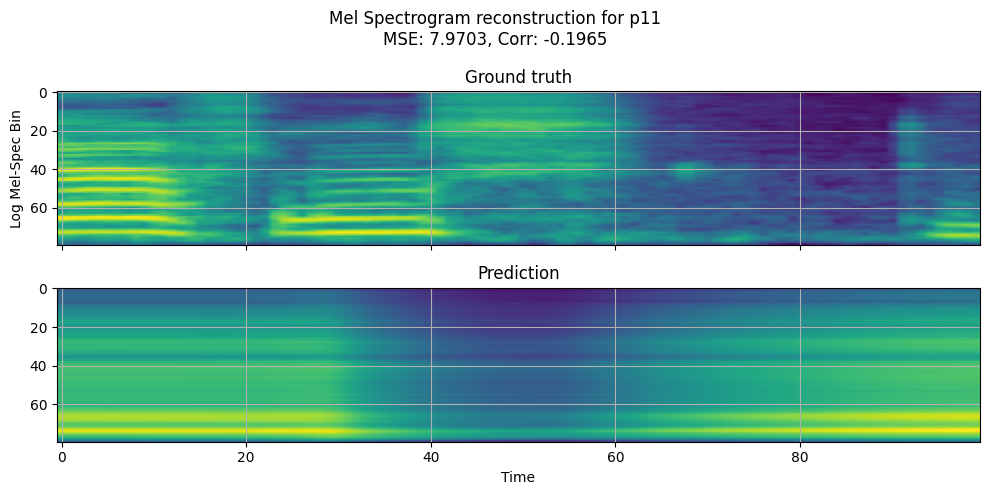 Mel Spectrogram reconstruction for p11
MSE: 7.9703, Corr: -0.1965
Ground truth
Log Mel-Spec Bin
0
20
40
60
Prediction
0
20
40
60
0 20 40 60 80
Time